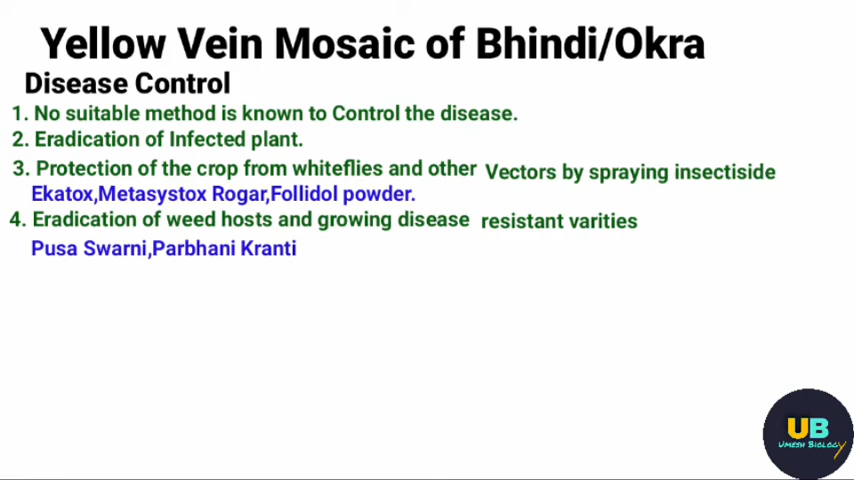 Yellow Vein Mosaic of Bhindi/Okra
Disease Control
1. No suitable method is known to Control the disease.
2. Eradication of Infected plant.
3. Protection of the crop from whiteflies and other Vectors by spraying insectiside
Ekatox,Metasystox Rogar,Follidol powder.
4. Eradication of weed hosts and growing disease resistant varities
Pusa Swarni,Parbhani Kranti
UB
UMESH BIOLOGY